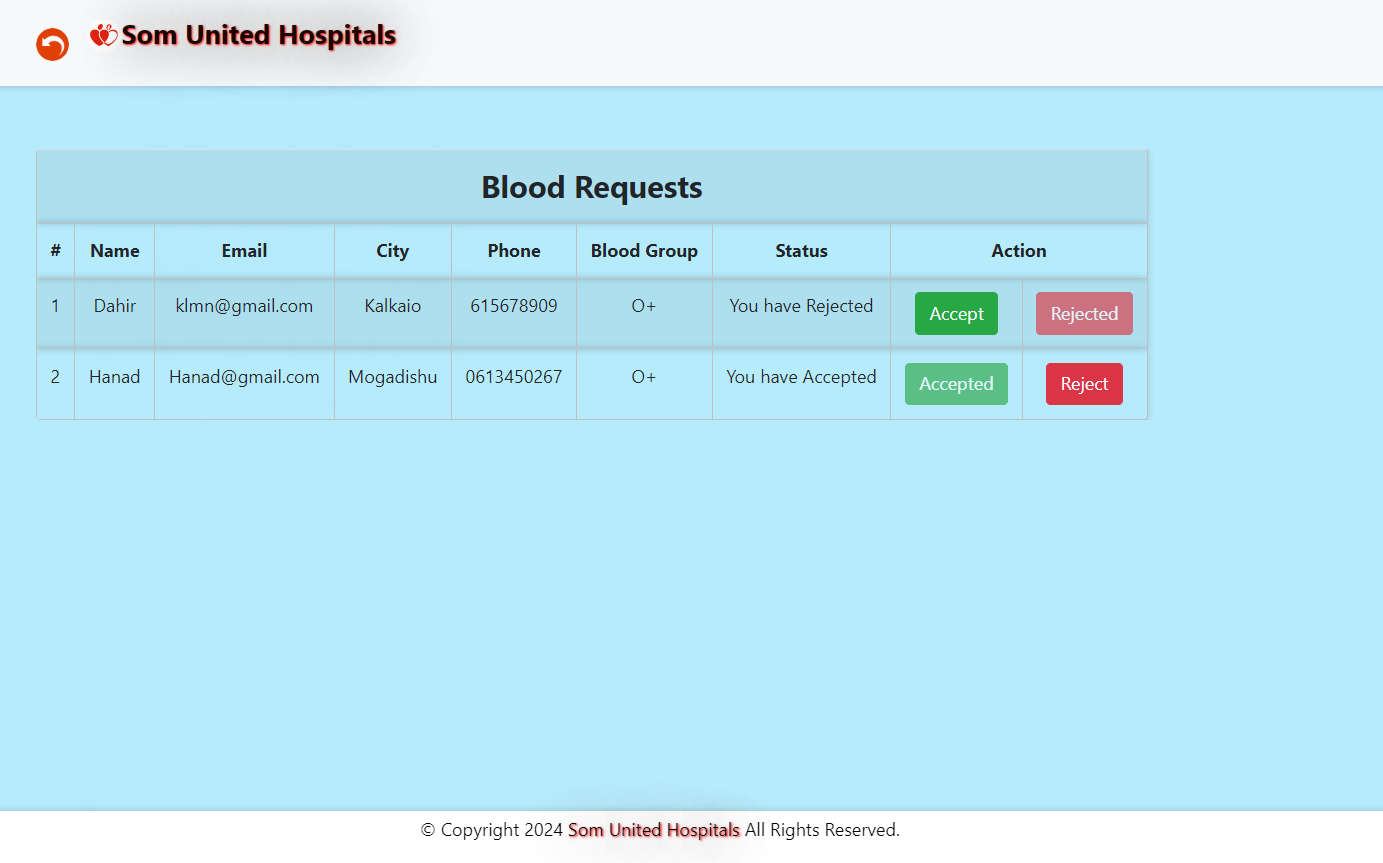 Som United Hospitals
Blood Requests
# Name Email City Phone Blood Group Status Action
1 Dahir klmn@gmail.com Kalkaio 615678909 O+ You have Rejected Accept Rejected
2 Hanad Hanad@gmail.com Mogadishu 0613450267 O+ You have Accepted Accepted Reject
© Copyright 2024 Som United Hospitals All Rights Reserved.